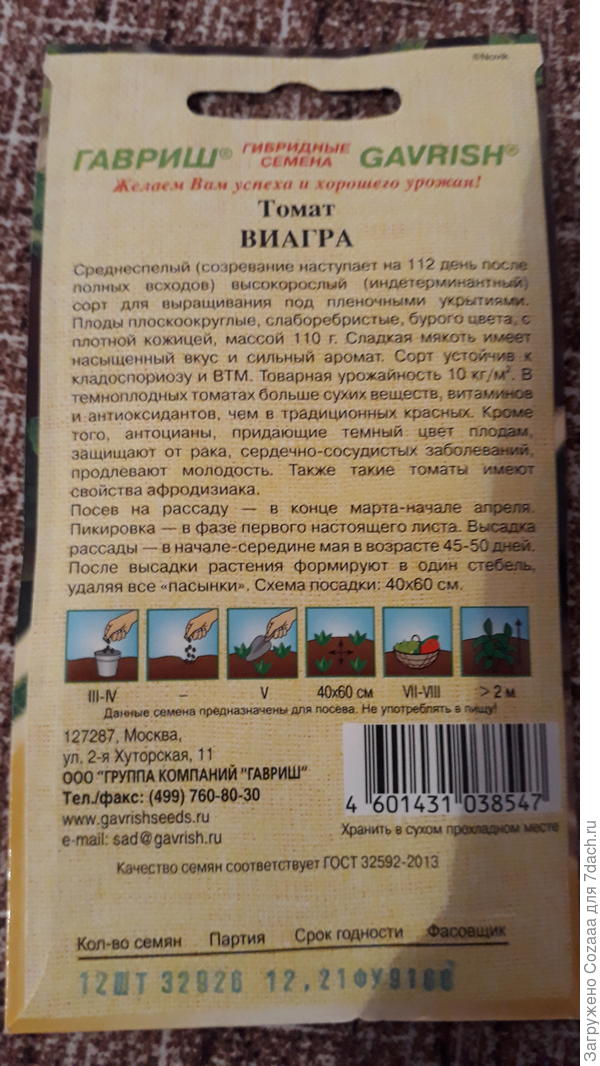 ©Novik
ГАВРИШ® ГИБРИДНЫЕ СЕМЕНА GAVRISH®
Желаем Вам успеха и хорошего урожая!
Томат
ВИАГРА
Среднеспелый (созревание наступает на 112 день после
полных всходов) высокорослый (индетерминантный)
сорт для выращивания под пленочными укрытиями.
Плоды плоскоокруглые, слаборебристые, бурого цвета, с
плотной кожицей, массой 110 г. Сладкая мякоть имеет
насыщенный вкус и сильный аромат. Сорт устойчив к
кладоспориозу и ВТМ. Товарная урожайность 10 кг/м². В
темноплодных томатах больше сухих веществ, витаминов
и антиоксидантов, чем в традиционных красных. Кроме
того, антоцианы, придающие темный цвет плодам,
защищают от рака, сердечно-сосудистых заболеваний,
продлевают молодость. Также такие томаты имеют
свойства афродизиака.
Посев на рассаду — в конце марта-начале апреля.
Пикировка — в фазе первого настоящего листа. Высадка
рассады — в начале-середине мая в возрасте 45-50 дней.
После высадки растения формируют в один стебель,
удаляя все «пасынки». Схема посадки: 40х60 см.
III-IV – V 40х60 см VII-VIII > 2 м
Данные семена предназначены для посева. Не употреблять в пищу!
127287, Москва,
ул. 2-я Хуторская, 11
ООО "ГРУППА КОМПАНИЙ "ГАВРИШ"
Тел./факс: (499) 760-80-30
www.gavrishseeds.ru
e-mail: sad@gavrish.ru
4 601431 038547
Хранить в сухом прохладном месте
Качество семян соответствует ГОСТ 32592-2013
Кол-во семян Партия Срок годности Фасовщик
12ШТ 32926 12,21ФУ9188
Загружено Cozaaa для 7dach.ru